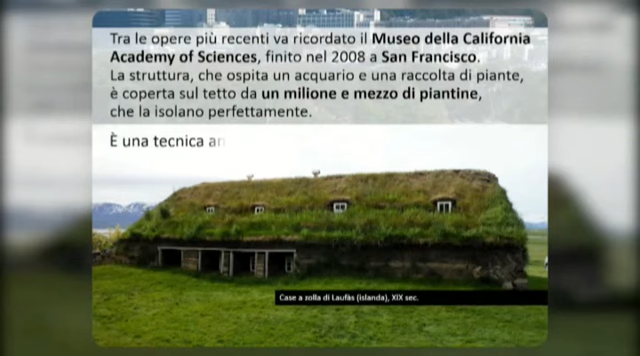 Tra le opere più recenti va ricordato il Museo della California
Academy of Sciences, finito nel 2008 a San Francisco.
La struttura, che ospita un acquario e una raccolta di piante,
è coperta sul tetto da un milione e mezzo di piantine,
che la isolano perfettamente.
È una tecnica an
Case a zolla di Laufàs (islanda), XIX sec.